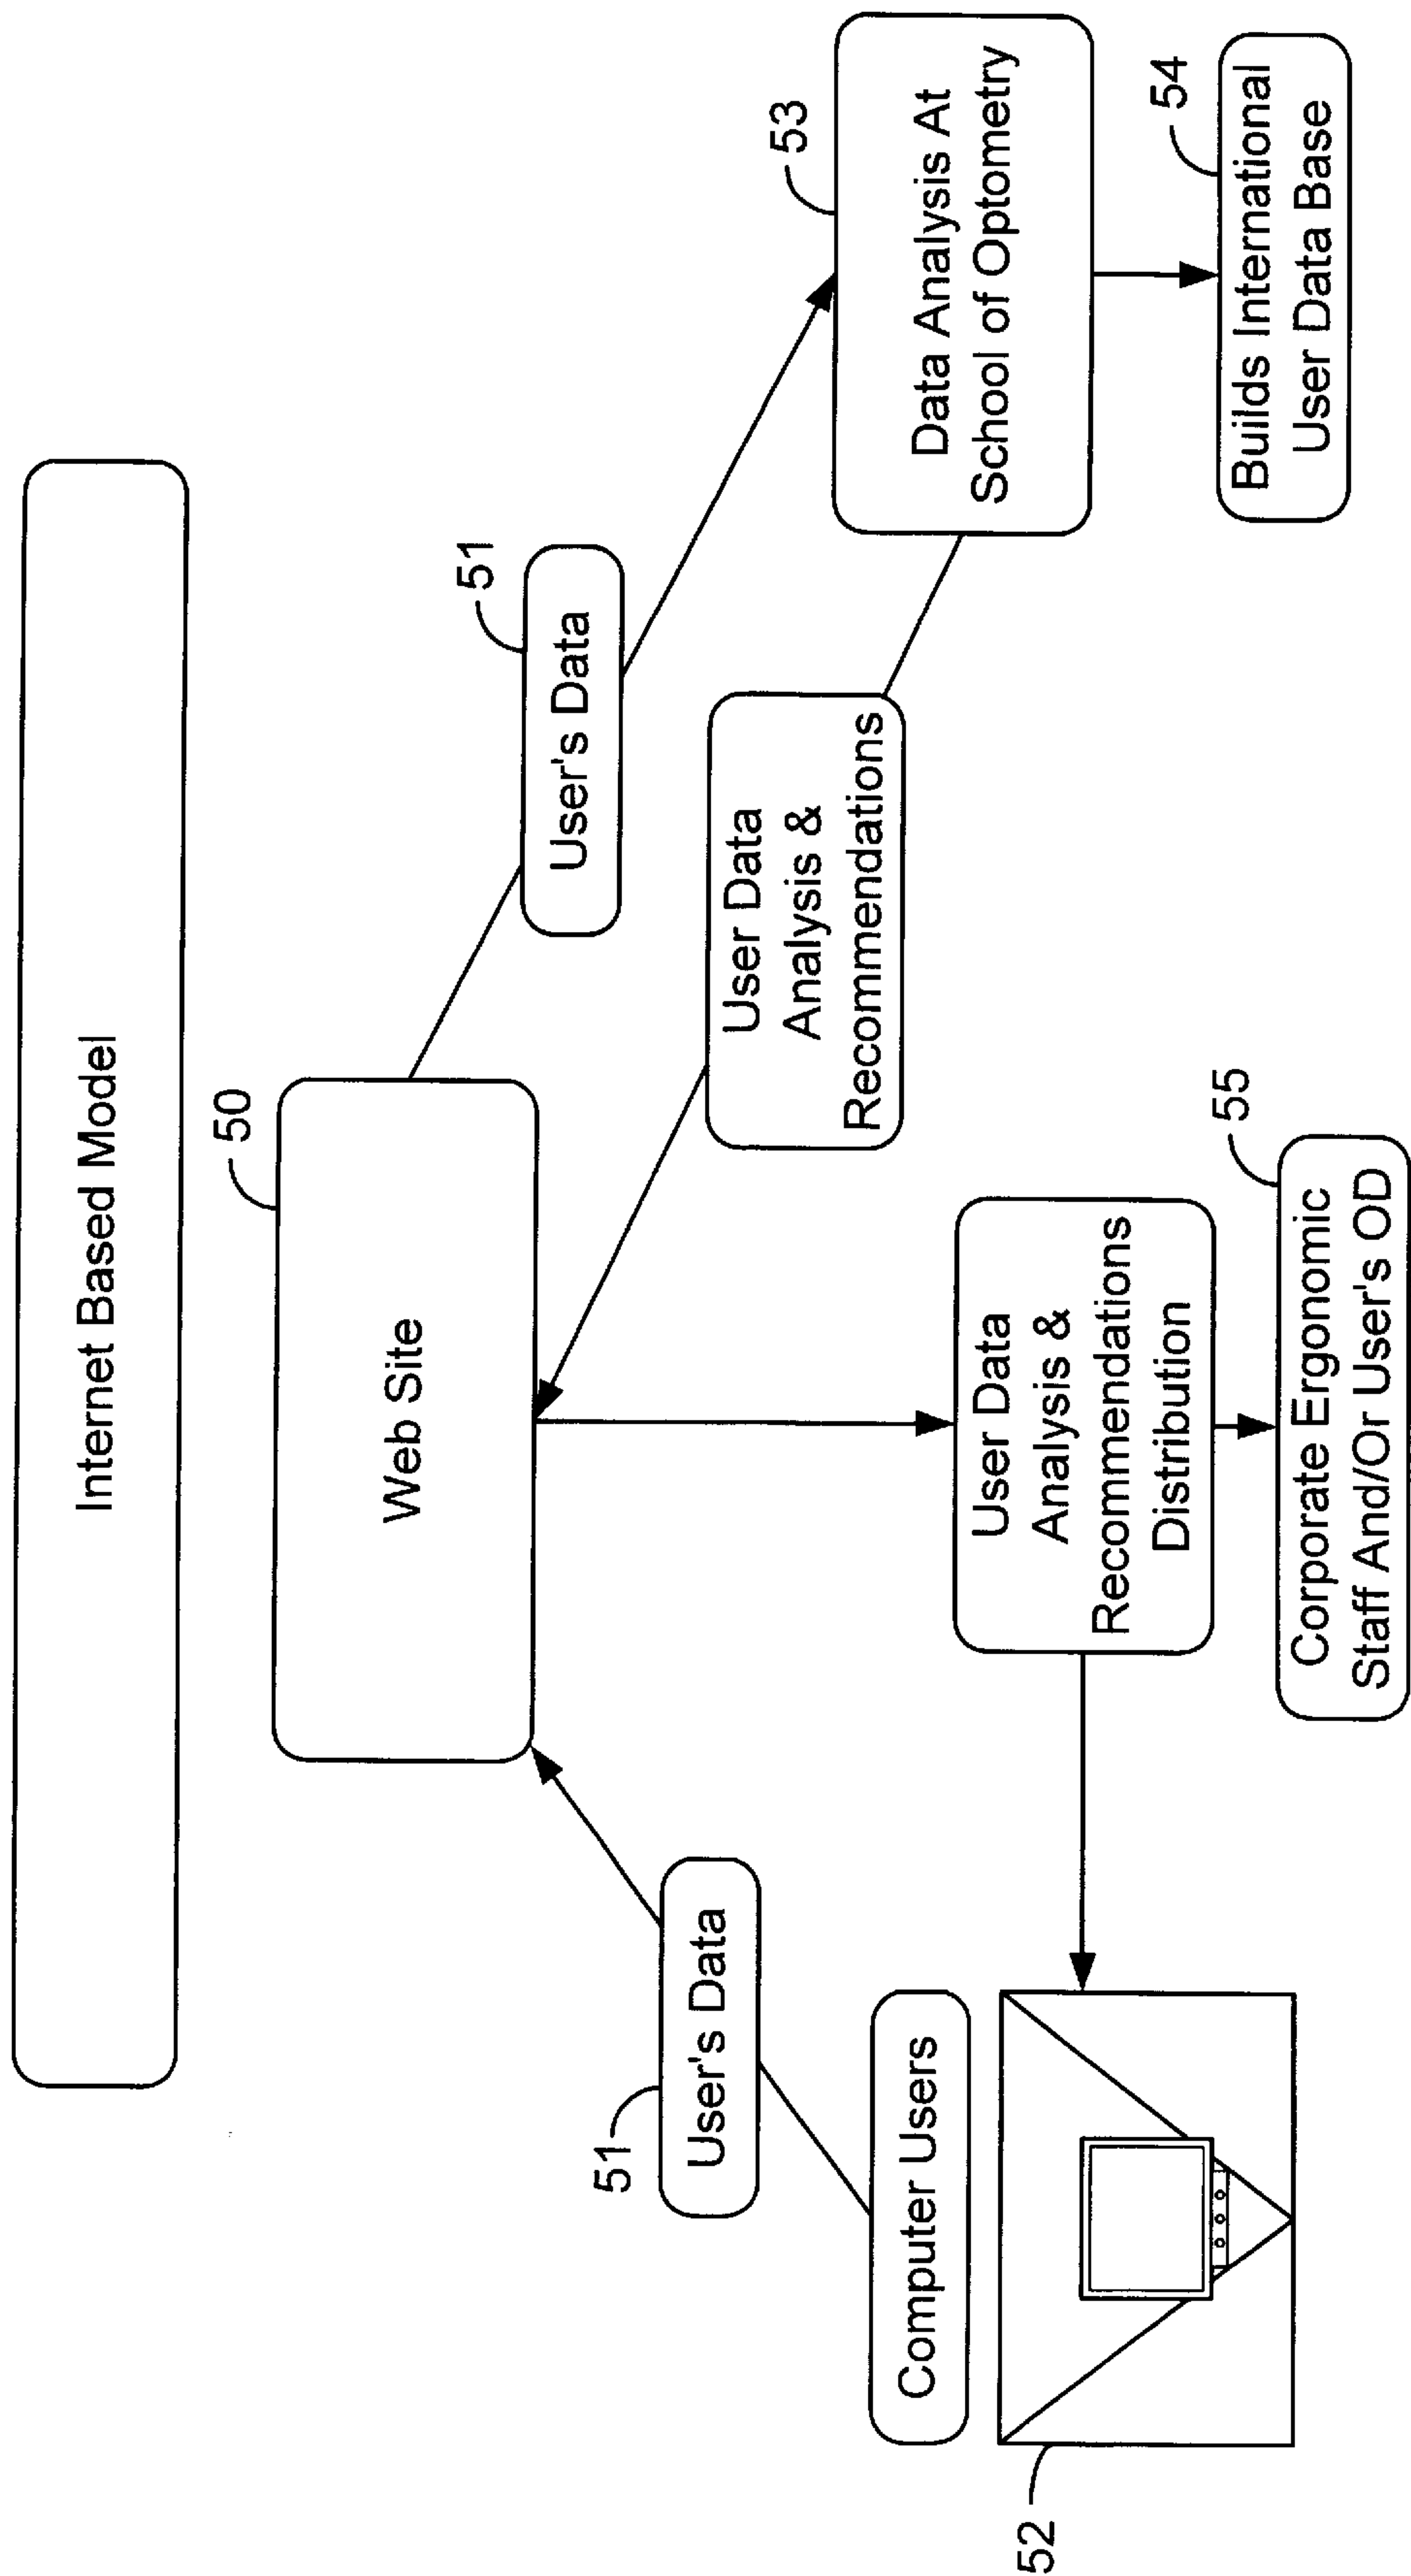 Internet Based Model
50
Web Site
51
User's Data
51
User's Data
53
Data Analysis At
School of Optometry
54
Builds International
User Data Base
User Data
Analysis &
Recommendations
Computer Users
52
User Data
Analysis &
Recommendations
Distribution
55
Corporate Ergonomic
Staff And/Or User's OD